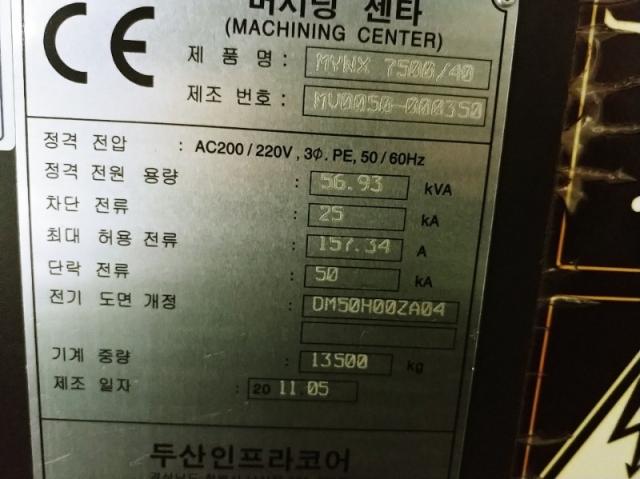 CE
머시닝 센타
(MACHINING CENTER)
제 품 명 : MYNX 7500/40
제조 번호 : MV0050-000350
정격 전압 : AC200 / 220V , 3Φ. PE, 50 / 60Hz
정격 전원 용량 : 56.93 kVA
차단 전류 : 25 kA
최대 허용 전류 : 157.34 A
단락 전류 : 50 kA
전기 도면 개정 : DM50H00ZA04
기계 중량 : 13500 kg
제조 일자 : 20 11.05
두산인프라코어